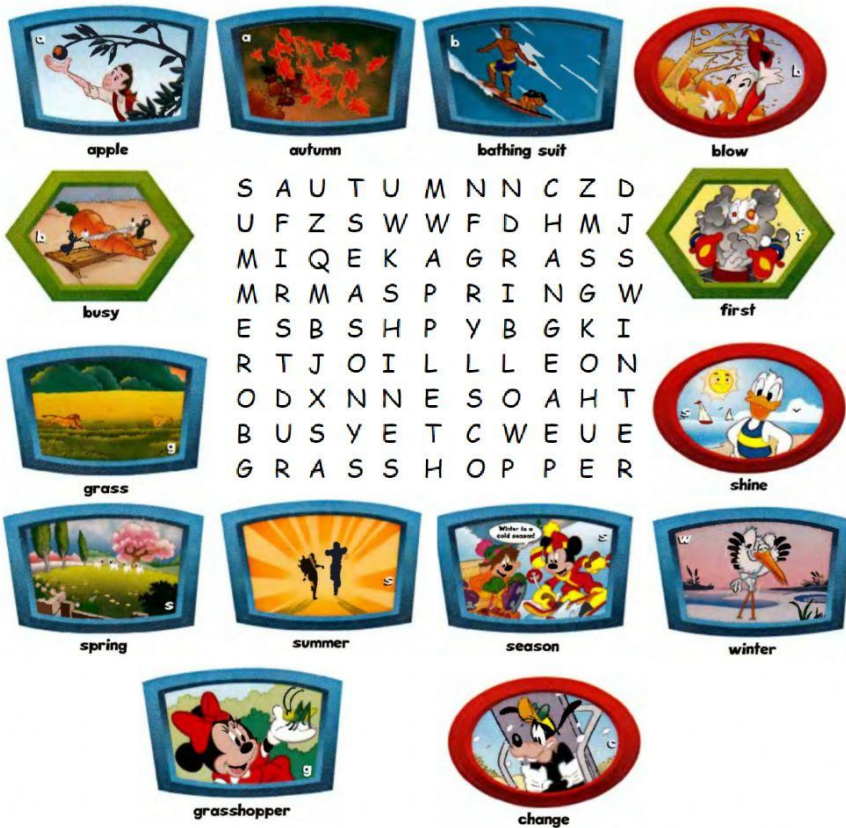 a
a
b
b
apple
autumn
bathing suit
blow
S A U T U M N N C Z D
U F Z S W W F D H M J
M I Q E K A G R A S S
M R M A S P R I N G W
E S B S H P Y B G K I
R T J O I L L L E O N
O D X N N E S O A H T
B U S Y E T C W E U E
G R A S S H O P P E R
b
f
busy
first
g
s
grass
shine
s
s
Winter is a
cold season!
s
w
spring
summer
season
winter
g
c
grasshopper
change